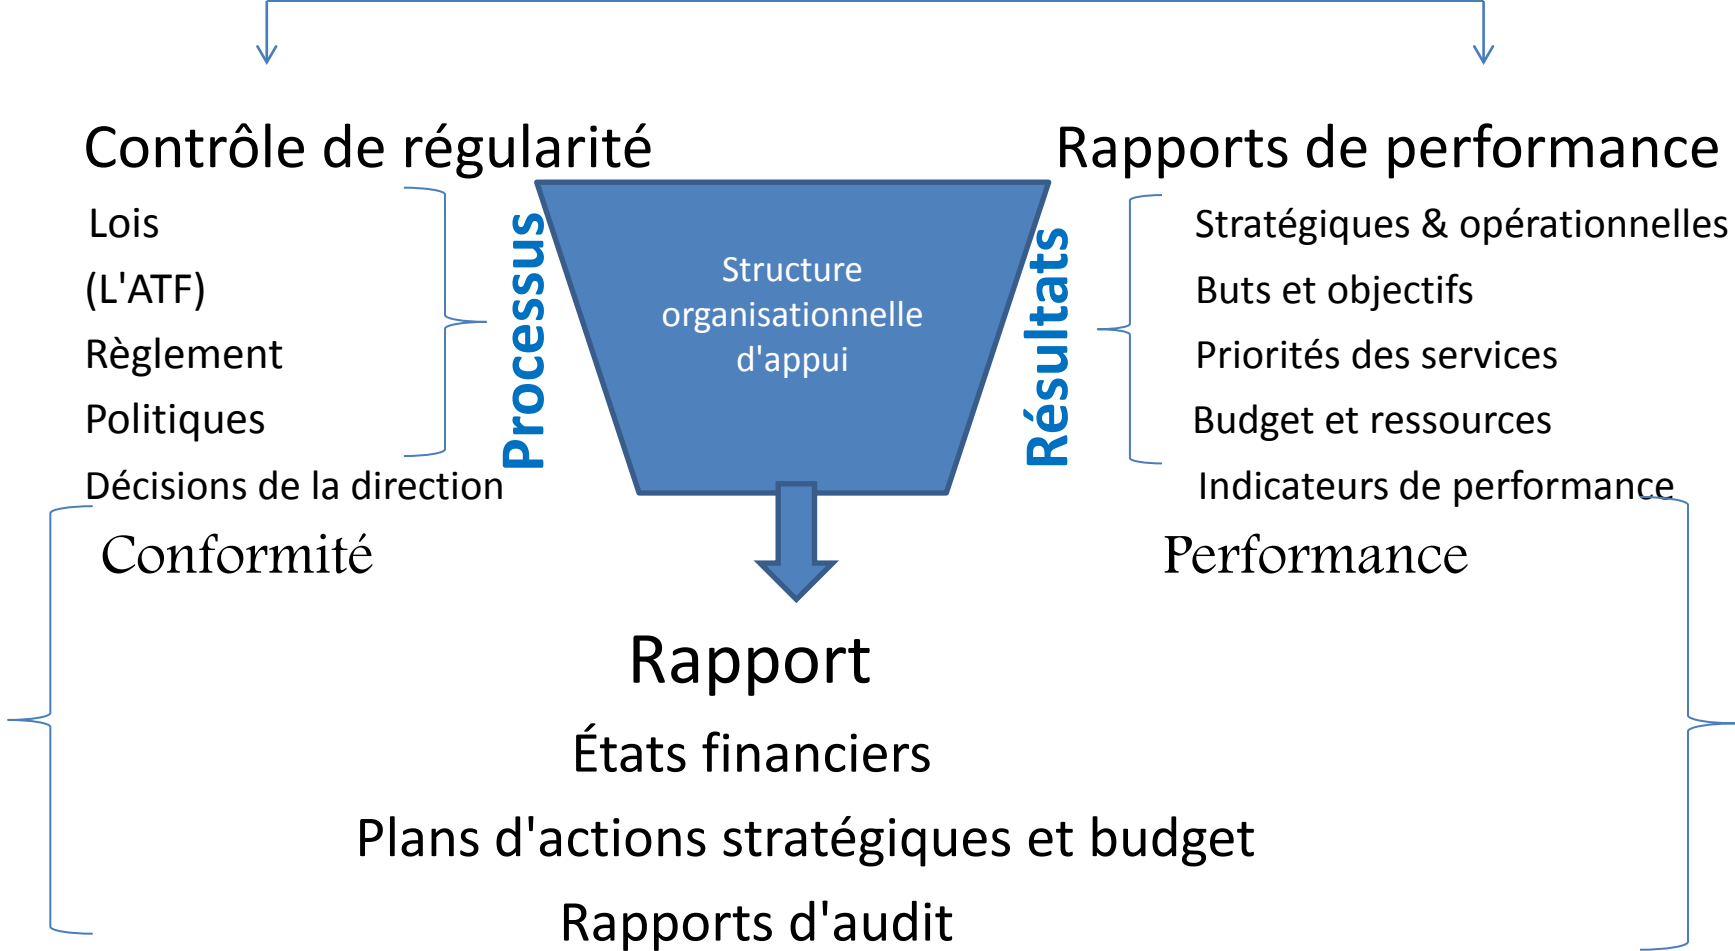 Contrôle de régularité
Lois
(L'ATF)
Règlement
Politiques
Décisions de la direction
Conformité
Processus
Structure
organisationnelle
d'appui
Résultats
Rapports de performance
Stratégiques & opérationnelles
Buts et objectifs
Priorités des services
Budget et ressources
Indicateurs de performance
Performance
Rapport
États financiers
Plans d'actions stratégiques et budget
Rapports d'audit